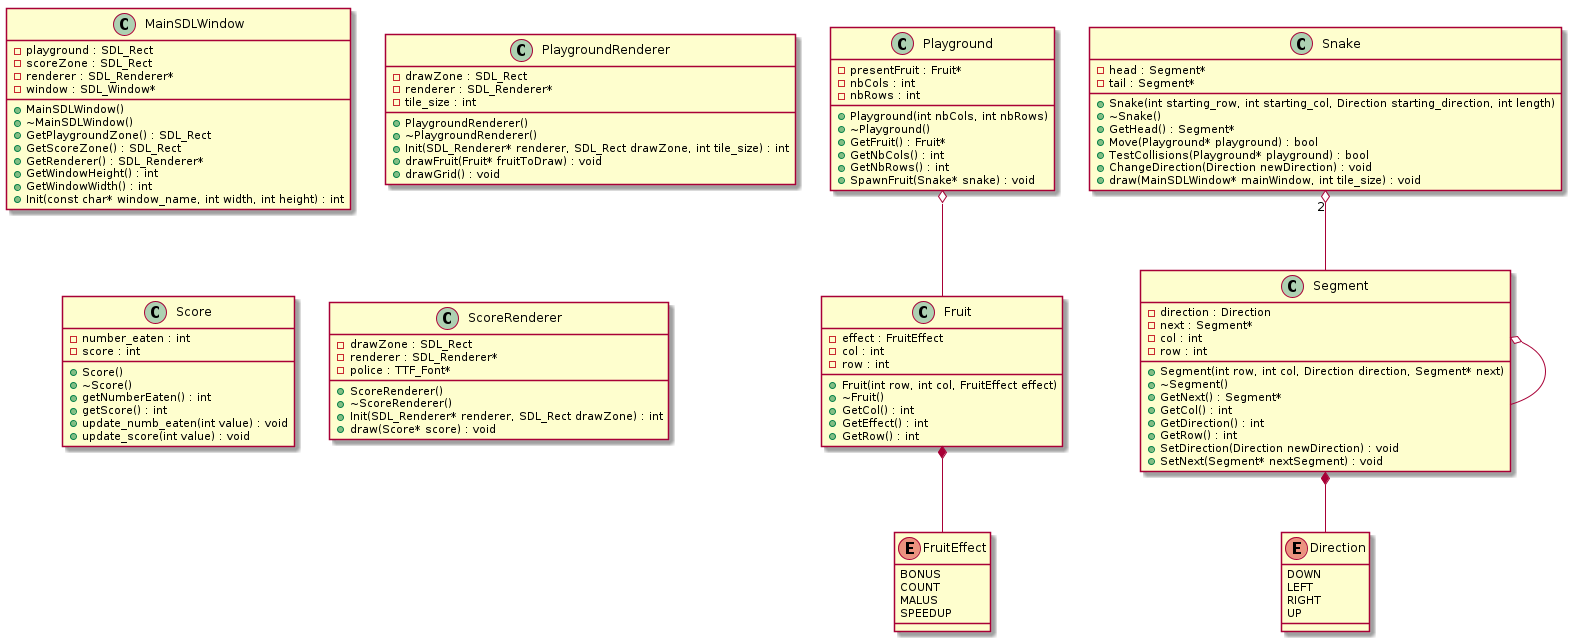 C MainSDLWindow
playground : SDL_Rect
scoreZone : SDL_Rect
renderer : SDL_Renderer*
window : SDL_Window*
MainSDLWindow()
~MainSDLWindow()
GetPlaygroundZone() : SDL_Rect
GetScoreZone() : SDL_Rect
GetRenderer() : SDL_Renderer*
GetWindowHeight() : int
GetWindowWidth() : int
Init(const char* window_name, int width, int height) : int
C PlaygroundRenderer
drawZone : SDL_Rect
renderer : SDL_Renderer*
tile_size : int
PlaygroundRenderer()
~PlaygroundRenderer()
Init(SDL_Renderer* renderer, SDL_Rect drawZone, int tile_size) : int
drawFruit(Fruit* fruitToDraw) : void
drawGrid() : void
C Playground
presentFruit : Fruit*
nbCols : int
nbRows : int
Playground(int nbCols, int nbRows)
~Playground()
GetFruit() : Fruit*
GetNbCols() : int
GetNbRows() : int
SpawnFruit(Snake* snake) : void
C Snake
head : Segment*
tail : Segment*
Snake(int starting_row, int starting_col, Direction starting_direction, int length)
~Snake()
GetHead() : Segment*
Move(Playground* playground) : bool
TestCollisions(Playground* playground) : bool
ChangeDirection(Direction newDirection) : void
draw(MainSDLWindow* mainWindow, int tile_size) : void
2
C Score
number_eaten : int
score : int
Score()
~Score()
getNumberEaten() : int
getScore() : int
update_numb_eaten(int value) : void
update_score(int value) : void
C ScoreRenderer
drawZone : SDL_Rect
renderer : SDL_Renderer*
police : TTF_Font*
ScoreRenderer()
~ScoreRenderer()
Init(SDL_Renderer* renderer, SDL_Rect drawZone) : int
draw(Score* score) : void
C Fruit
effect : FruitEffect
col : int
row : int
Fruit(int row, int col, FruitEffect effect)
~Fruit()
GetCol() : int
GetEffect() : int
GetRow() : int
C Segment
direction : Direction
next : Segment*
col : int
row : int
Segment(int row, int col, Direction direction, Segment* next)
~Segment()
GetNext() : Segment*
GetCol() : int
GetDirection() : int
GetRow() : int
SetDirection(Direction newDirection) : void
SetNext(Segment* nextSegment) : void
E FruitEffect
BONUS
COUNT
MALUS
SPEEDUP
E Direction
DOWN
LEFT
RIGHT
UP